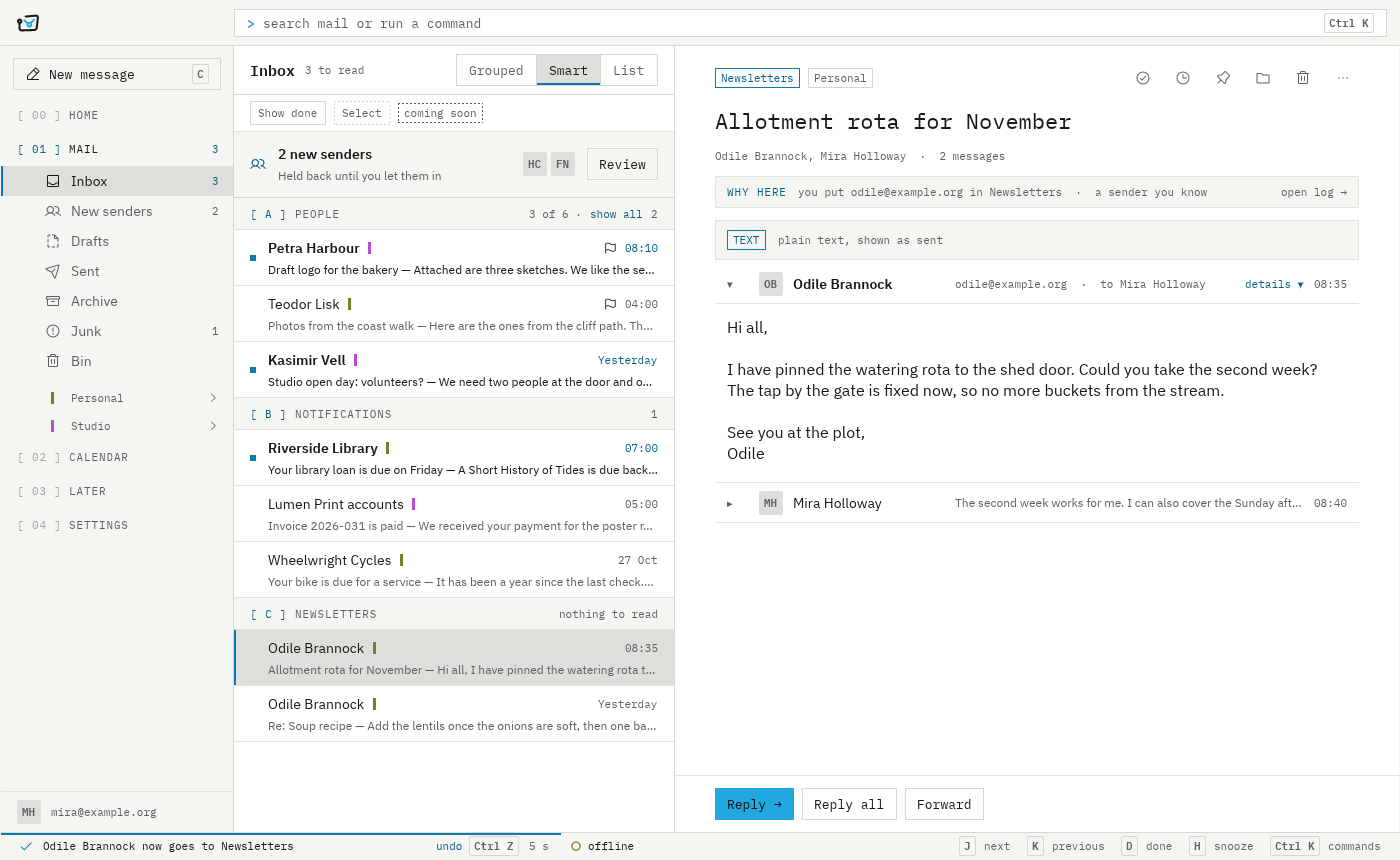 > search mail or run a command Ctrl K
New message C
[ 00 ] HOME
[ 01 ] MAIL 3
Inbox 3
New senders 2
Drafts
Sent
Archive
Junk 1
Bin
Personal
Studio
[ 02 ] CALENDAR
[ 03 ] LATER
[ 04 ] SETTINGS
MH mira@example.org
Inbox 3 to read Grouped Smart List
Show done Select coming soon
2 new senders
Held back until you let them in
HC FN Review
[ A ] PEOPLE 3 of 6 · show all 2
Petra Harbour 08:10
Draft logo for the bakery — Attached are three sketches. We like the se…
Teodor Lisk 04:00
Photos from the coast walk — Here are the ones from the cliff path. Th…
Kasimir Vell Yesterday
Studio open day: volunteers? — We need two people at the door and o…
[ B ] NOTIFICATIONS 1
Riverside Library 07:00
Your library loan is due on Friday — A Short History of Tides is due back…
Lumen Print accounts 05:00
Invoice 2026-031 is paid — We received your payment for the poster r…
Wheelwright Cycles 27 Oct
Your bike is due for a service — It has been a year since the last check.…
[ C ] NEWSLETTERS nothing to read
Odile Brannock 08:35
Allotment rota for November — Hi all, I have pinned the watering rota t…
Odile Brannock Yesterday
Re: Soup recipe — Add the lentils once the onions are soft, then one ba…
Newsletters Personal ...
Allotment rota for November
Odile Brannock, Mira Holloway · 2 messages
WHY HERE you put odile@example.org in Newsletters · a sender you know open log →
TEXT plain text, shown as sent
▾ OB Odile Brannock odile@example.org · to Mira Holloway details ▾ 08:35
Hi all,
I have pinned the watering rota to the shed door. Could you take the second week?
The tap by the gate is fixed now, so no more buckets from the stream.
See you at the plot,
Odile
▸ MH Mira Holloway The second week works for me. I can also cover the Sunday aft… 08:40
Reply → Reply all Forward
Odile Brannock now goes to Newsletters undo Ctrl Z 5 s offline J next K previous D done H snooze Ctrl K commands